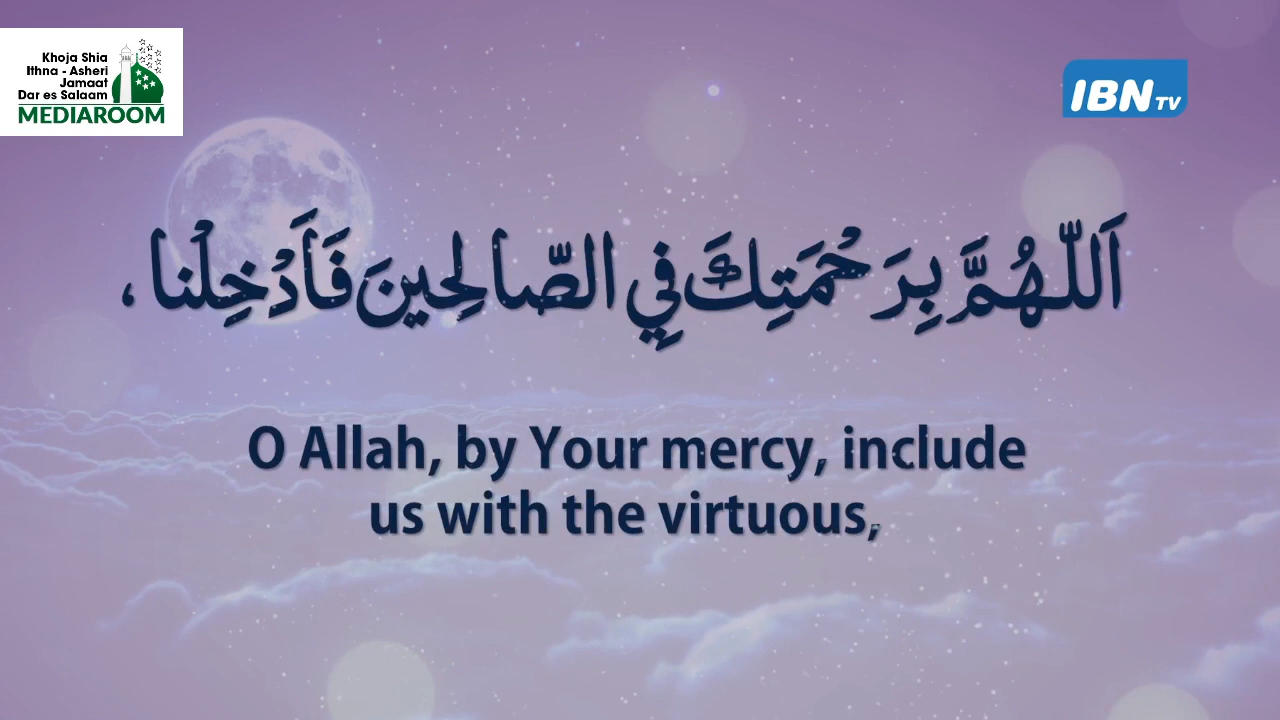 Khoja Shia
Ithna - Asheri
Jamaat
Dar es Salaam
MEDIAROOM
IBN TV
اَللّهُمَّ بِرَحْمَتِكَ فِي الصَّالِحِينَ فَأَدْخِلْنا ،
O Allah, by Your mercy, include
us with the virtuous,